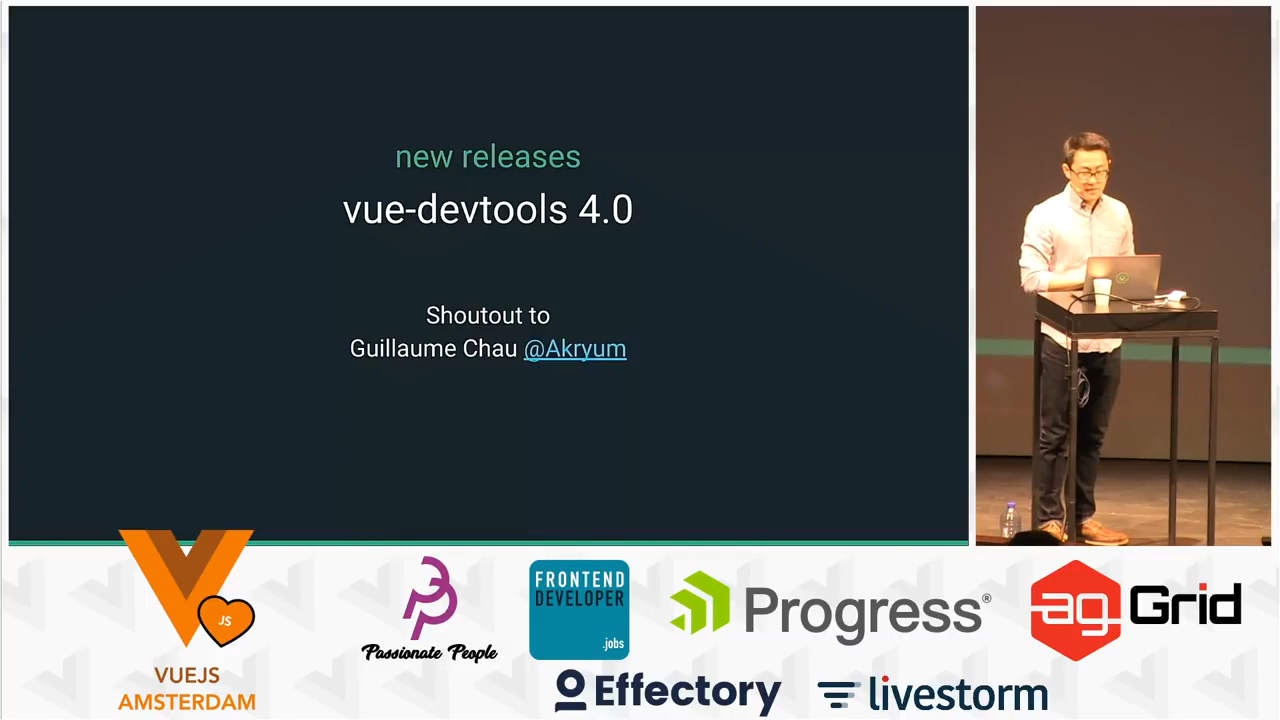 new releases
vue-devtools 4.0
Shoutout to
Guillaume Chau @Akryum
JS
VUEJS
AMSTERDAM
Passionate People
FRONTEND
DEVELOPER
.jobs
Progress®
ag Grid
Effectory
livestorm